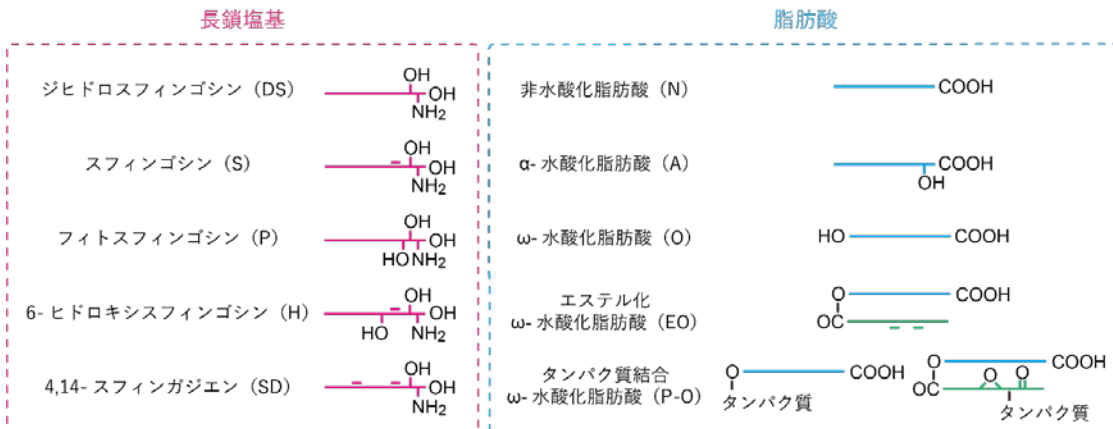 長鎖塩基
脂肪酸
ジヒドロスフィンゴシン（DS）
OH
OH
NH2
スフィンゴシン（S）
OH
OH
NH2
フィトスフィンゴシン（P）
OH
OH
HO NH2
6- ヒドロキシスフィンゴシン（H）
OH
OH
HO NH2
4,14- スフィンガジエン（SD）
OH
OH
NH2
非水酸化脂肪酸（N）
COOH
α- 水酸化脂肪酸（A）
COOH
OH
ω- 水酸化脂肪酸（O）
HO COOH
エステル化
ω- 水酸化脂肪酸（EO）
O COOH
OC
タンパク質結合
ω- 水酸化脂肪酸（P-O）
COOH
O
タンパク質
O COOH
OC O O
タンパク質